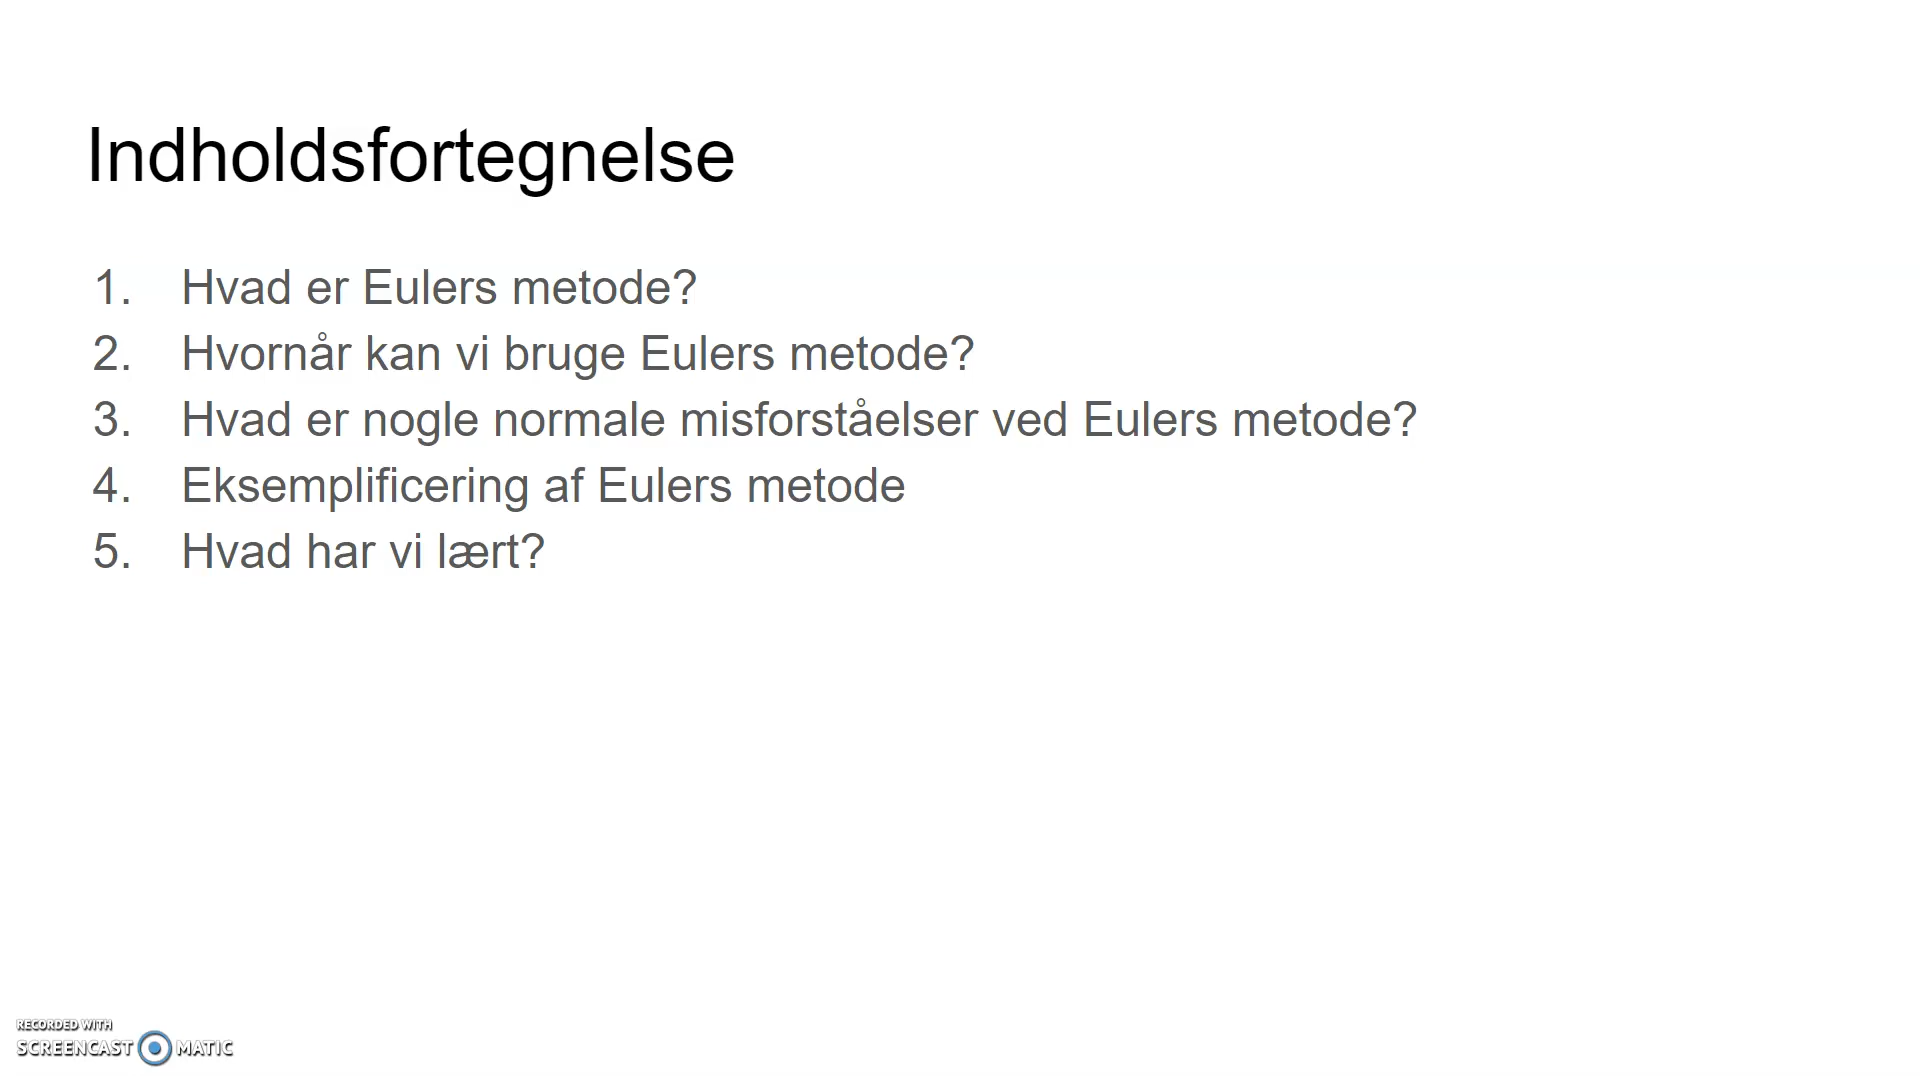 Indholdsfortegnelse
1. Hvad er Eulers metode?
2. Hvornår kan vi bruge Eulers metode?
3. Hvad er nogle normale misforståelser ved Eulers metode?
4. Eksemplificering af Eulers metode
5. Hvad har vi lært?
RECORDED WITH
SCREENCAST MATIC